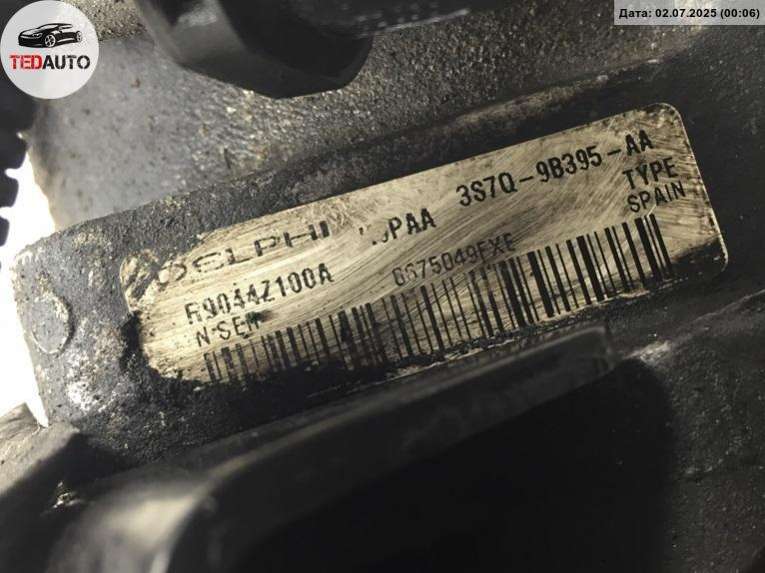 TEDAUTO
Дата: 02.07.2025 (00:06)
DELPHI
3S7Q-9B395-AA
TYPE
R9044Z100A
SPAIN
N-SER